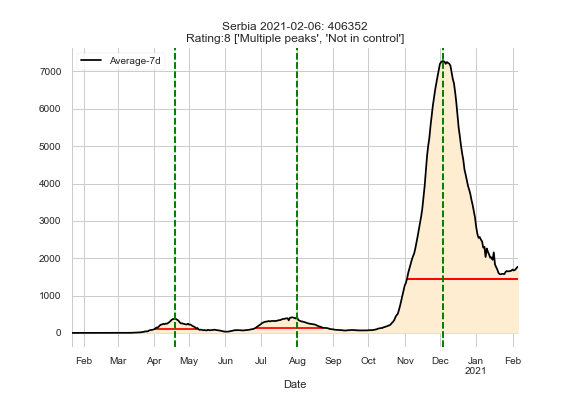 Serbia 2021-02-06: 406352
Rating:8 ['Multiple peaks', 'Not in control']
Average-7d
7000
6000
5000
4000
3000
2000
1000
0
Feb Mar Apr May Jun Jul Aug Sep Oct Nov Dec Jan Feb
2021
Date